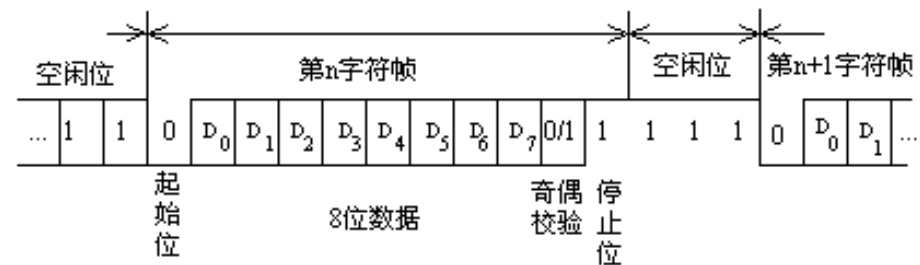 空闲位 第n字符帧 空闲位 第n+1字符帧
... 1 1 0 D0 D1 D2 D3 D4 D5 D6 D7 0/1 1 1 1 1 0 D0 D1 ...
起始位 8位数据 奇偶校验 停止位